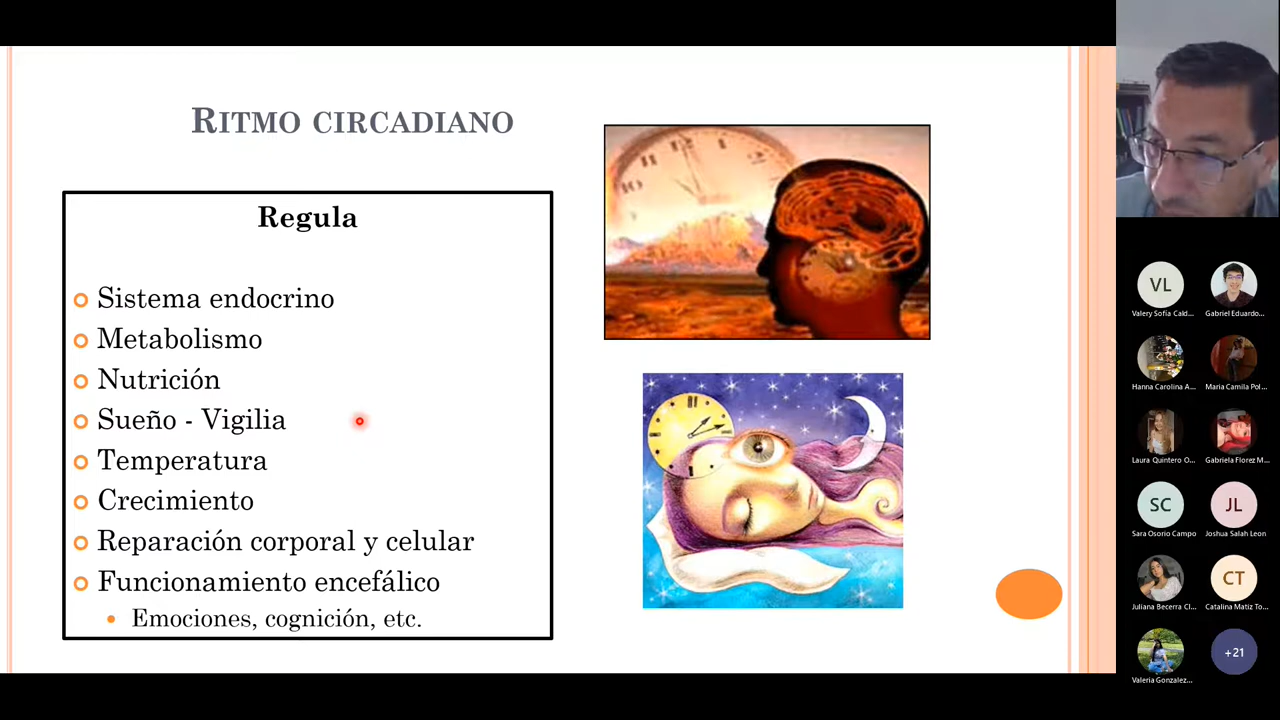 RITMO CIRCADIANO
Regula
Sistema endocrino
Metabolismo
Nutrición
Sueño - Vigilia
Temperatura
Crecimiento
Reparación corporal y celular
Funcionamiento encefálico
Emociones, cognición, etc.
VL
Valery Sofía Cald...
Gabriel Eduardo...
Hanna Carolina A...
Maria Camila Pol...
Laura Quintero O...
Gabriela Florez M...
SC
JL
Sara Osorio Campo
Joshua Salah Leon
CT
Juliana Becerra Cl...
Catalina Matiz To...
+21
Valeria Gonzalez...